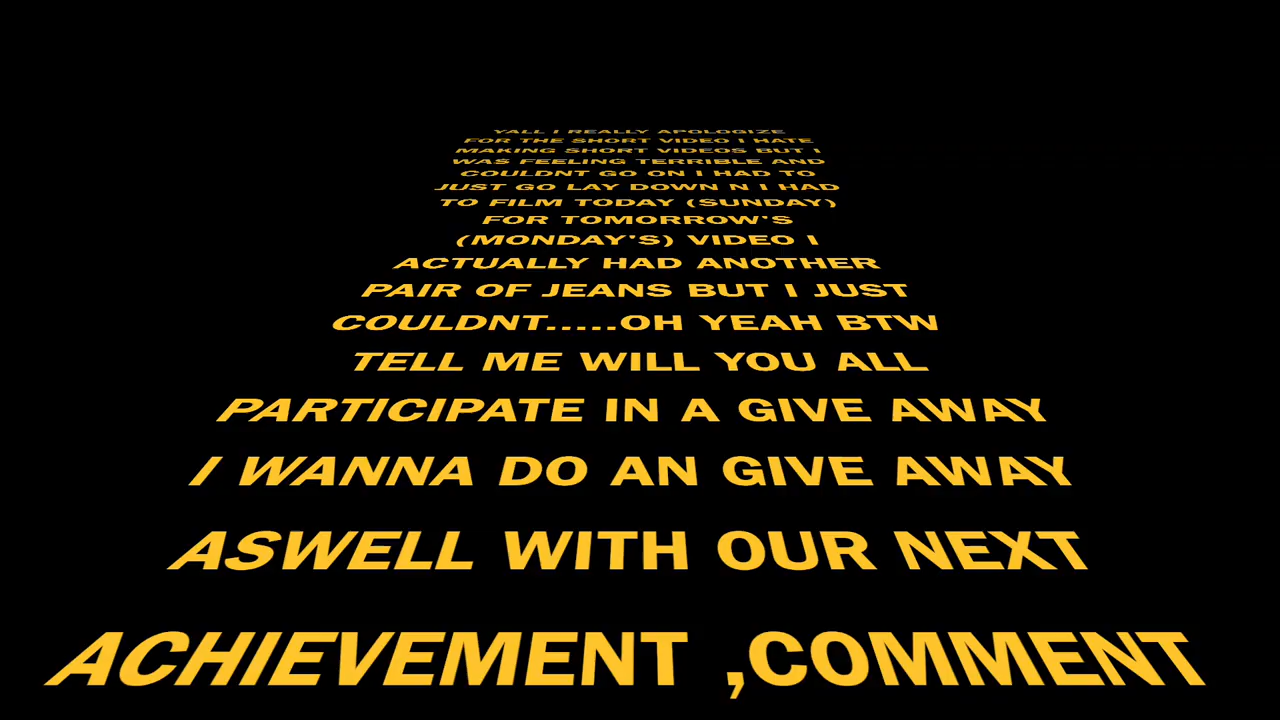 YALL I REALLY APOLOGIZE
FOR THE SHORT VIDEO I HATE
MAKING SHORT VIDEOS BUT I
WAS FEELING TERRIBLE AND
COULDNT GO ON I HAD TO
JUST GO LAY DOWN N I HAD
TO FILM TODAY (SUNDAY)
FOR TOMORROW'S
(MONDAY'S) VIDEO I
ACTUALLY HAD ANOTHER
PAIR OF JEANS BUT I JUST
COULDNT.....OH YEAH BTW
TELL ME WILL YOU ALL
PARTICIPATE IN A GIVE AWAY
I WANNA DO AN GIVE AWAY
ASWELL WITH OUR NEXT
ACHIEVEMENT ,COMMENT